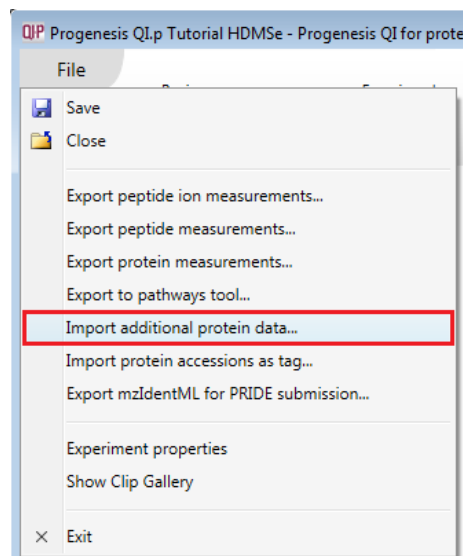 QIP Progenesis QI.p Tutorial HDMSe - Progenesis QI for prote
File
Save
Close
Export peptide ion measurements...
Export peptide measurements...
Export protein measurements...
Export to pathways tool...
Import additional protein data...
Import protein accessions as tag...
Export mzIdentML for PRIDE submission...
Experiment properties
Show Clip Gallery
Exit